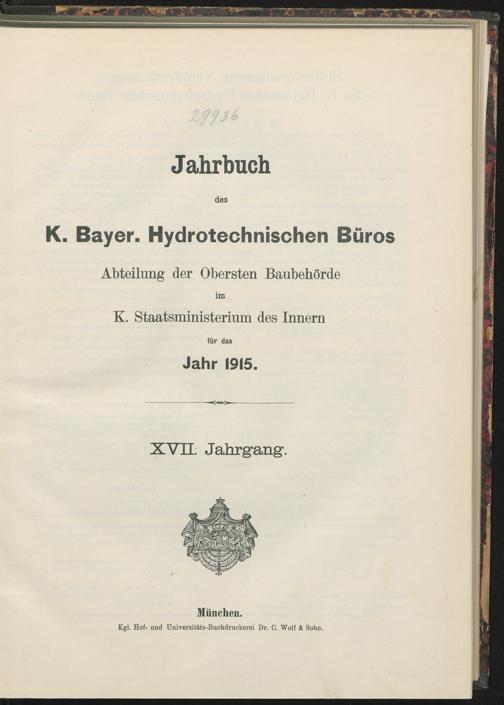 29936
Jahrbuch
des
K. Bayer. Hydrotechnischen Büros
Abteilung der Obersten Baubehörde
im
K. Staatsministerium des Innern
für das
Jahr 1915.
XVII. Jahrgang.
München.
Kgl. Hof- und Universitäts-Buchdruckerei Dr. C. Wolf & Sohn.